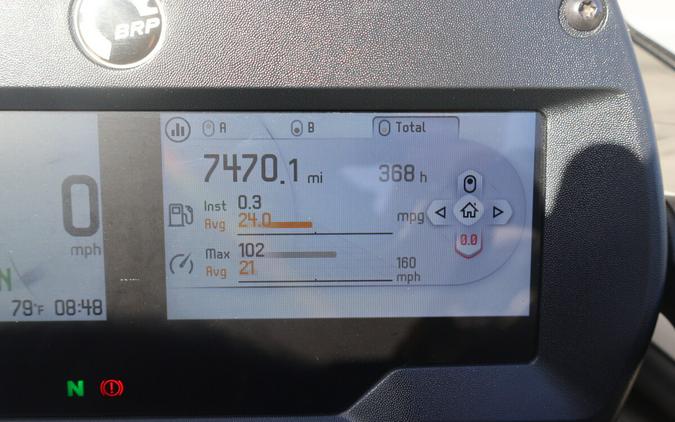 BRP
A B Total
7470.1 mi 368 h
Inst 0.3
Avg 24.0 mpg
Max 102
Avg 21 160 mph
0.0
0
mph
N
79°F 08:48
N